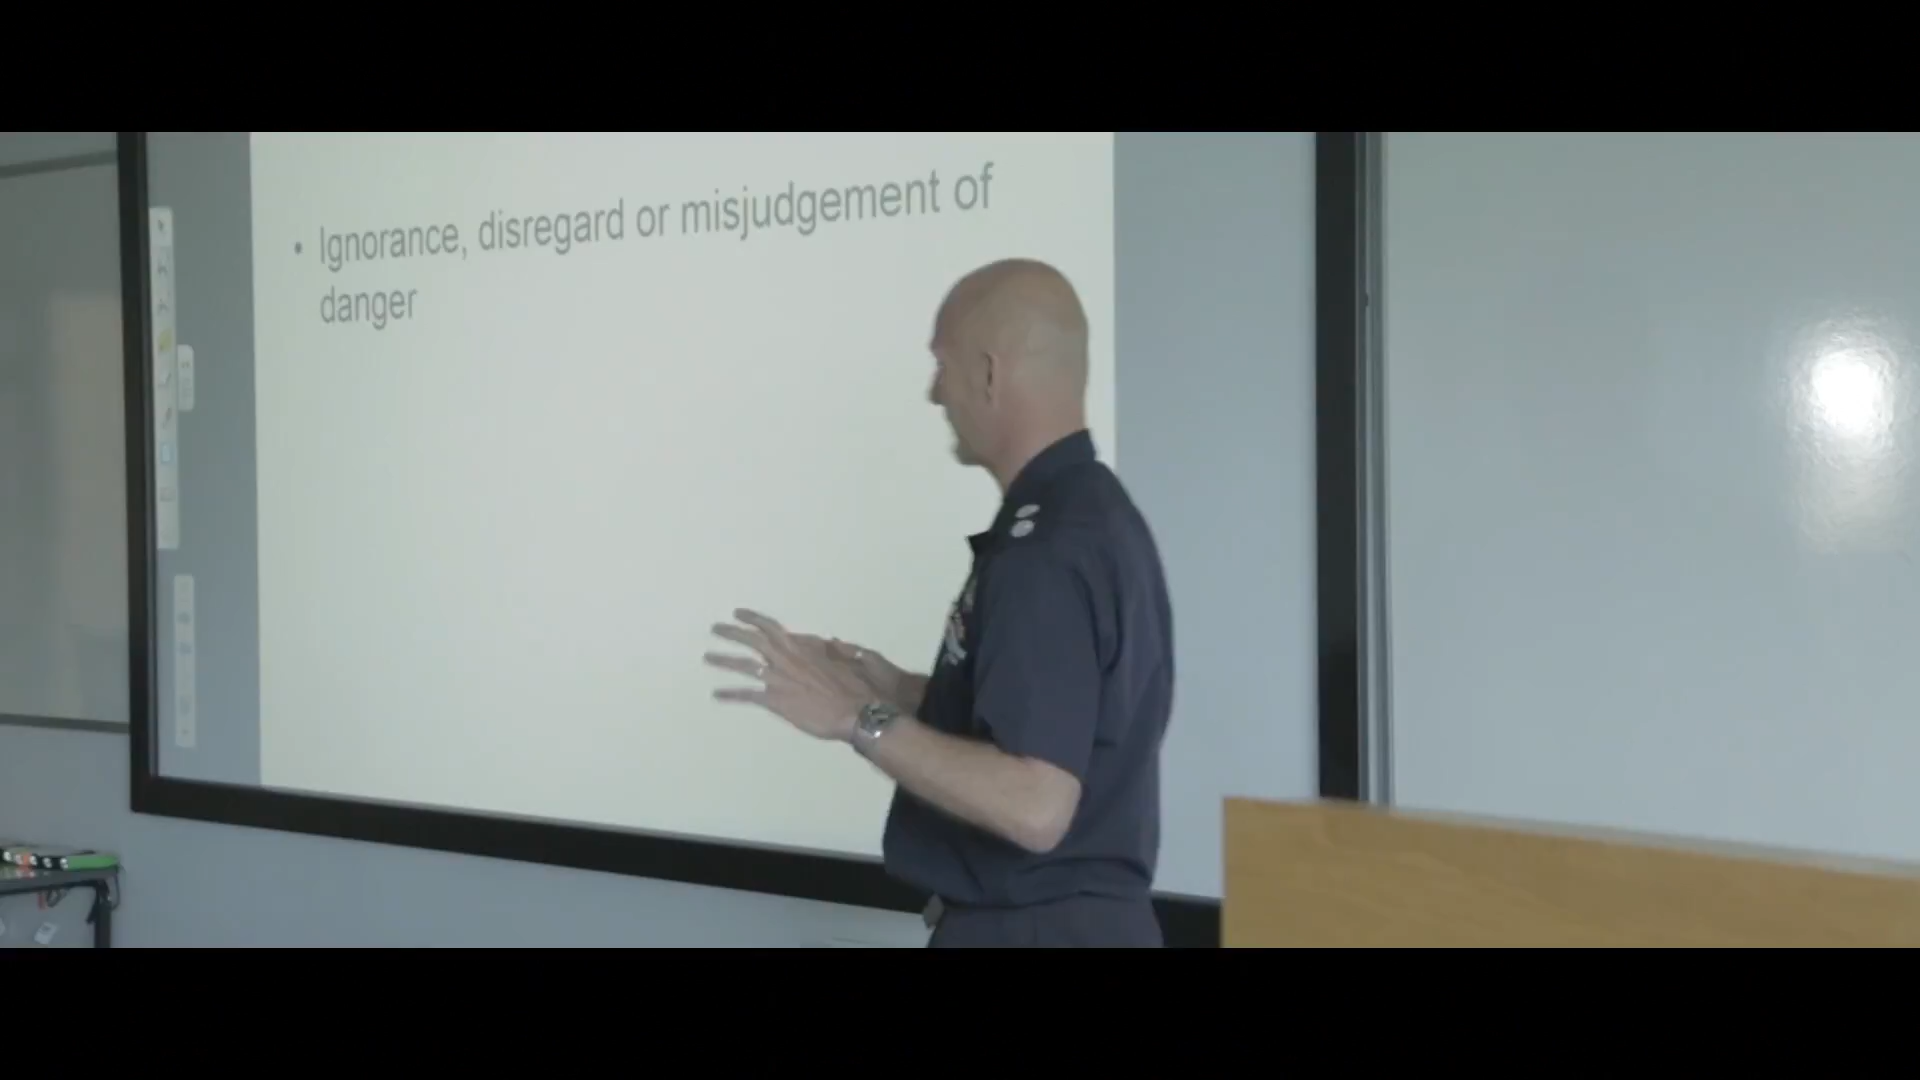 • Ignorance, disregard or misjudgement of
danger